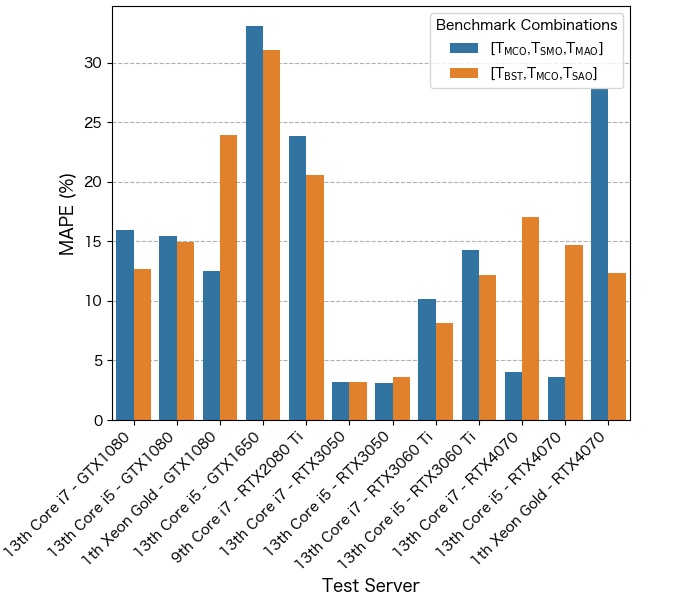 Benchmark Combinations
[T_MCO,T_SMO,T_MAO]
[T_BST,T_MCO,T_SAO]
MAPE (%)
30
25
20
15
10
5
0
13th Core i7 - GTX1080
13th Core i5 - GTX1080
1th Xeon Gold - GTX1080
13th Core i5 - GTX1650
9th Core i7 - RTX2080 Ti
13th Core i7 - RTX3050
13th Core i5 - RTX3050
13th Core i7 - RTX3060 Ti
13th Core i5 - RTX3060 Ti
13th Core i7 - RTX4070
13th Core i5 - RTX4070
1th Xeon Gold - RTX4070
Test Server